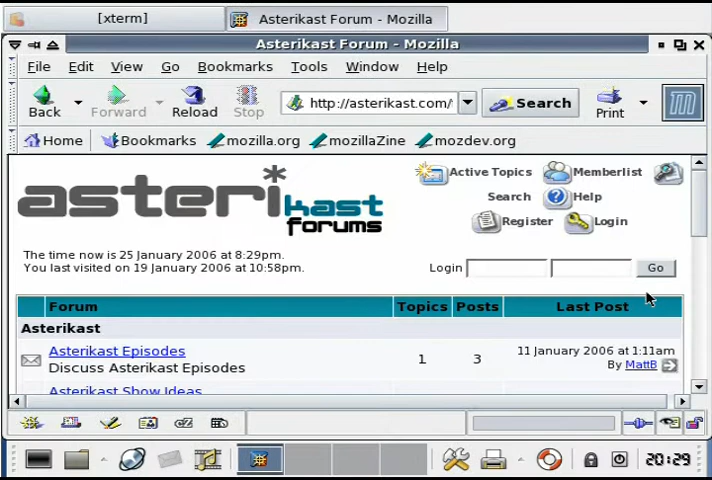 [xterm]
Asterikast Forum - Mozilla
Asterikast Forum - Mozilla
File Edit View Go Bookmarks Tools Window Help
Back Forward Reload Stop http://asterikast.com/ Search Print
Home Bookmarks mozilla.org mozillaZine mozdev.org
asteri*kast forums
Active Topics Memberlist
Search Help
Register Login
The time now is 25 January 2006 at 8:29pm.
You last visited on 19 January 2006 at 10:58pm.
Login Go
Forum Topics Posts Last Post
Asterikast
Asterikast Episodes 1 3 11 January 2006 at 1:11am
Discuss Asterikast Episodes By MattB
Asterikast Show Ideas
20:29